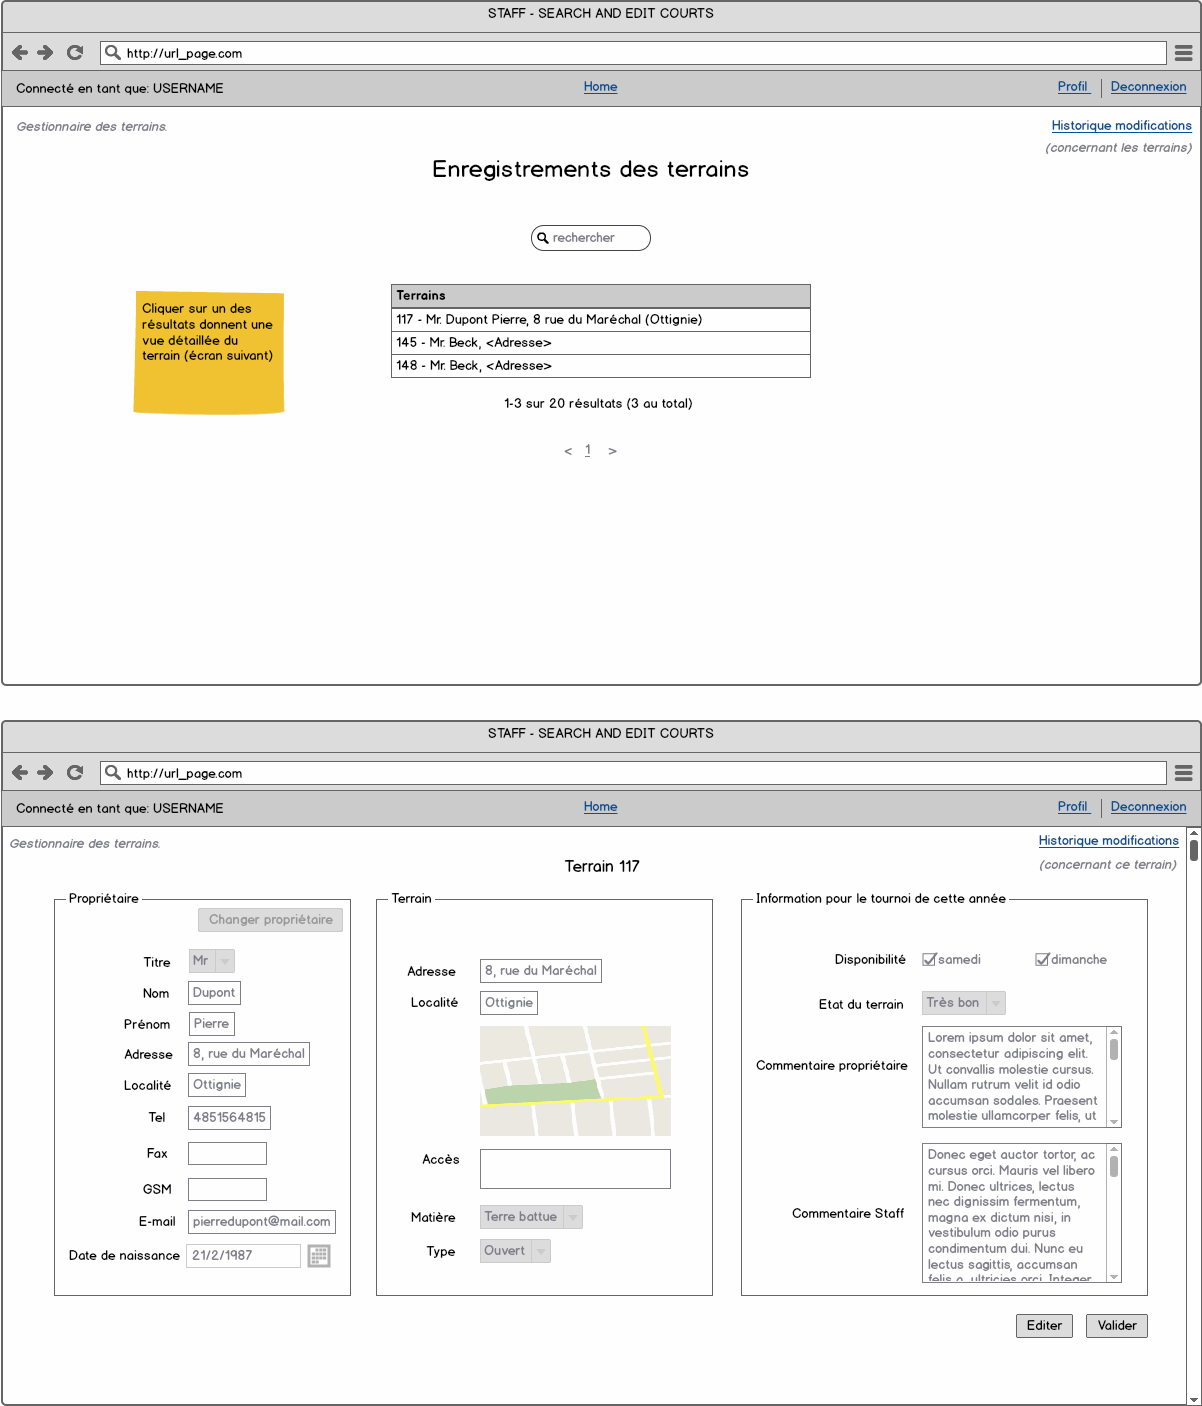 STAFF - SEARCH AND EDIT COURTS
http://url_page.com
Connecté en tant que: USERNAME
Home
Profil
Deconnexion
Gestionnaire des terrains.
Historique modifications
(concernant les terrains)
Enregistrements des terrains
rechercher
Cliquer sur un des
résultats donnent une
vue détaillée du
terrain (écran suivant)
Terrains
117 - Mr. Dupont Pierre, 8 rue du Maréchal (Ottignie)
145 - Mr. Beck, <Adresse>
148 - Mr. Beck, <Adresse>
1-3 sur 20 résultats (3 au total)
< 1 >
STAFF - SEARCH AND EDIT COURTS
http://url_page.com
Connecté en tant que: USERNAME
Home
Profil
Deconnexion
Gestionnaire des terrains.
Historique modifications
(concernant ce terrain)
Terrain 117
Propriétaire
Changer propriétaire
Titre
Mr
Nom
Dupont
Prénom
Pierre
Adresse
8, rue du Maréchal
Localité
Ottignie
Tel
4851564815
Fax
GSM
E-mail
pierredupont@mail.com
Date de naissance
21/2/1987
Terrain
Adresse
8, rue du Maréchal
Localité
Ottignie
Accès
Matière
Terre battue
Type
Ouvert
Information pour le tournoi de cette année
Disponibilité
samedi
dimanche
Etat du terrain
Très bon
Commentaire propriétaire
Lorem ipsum dolor sit amet,
consectetur adipiscing elit.
Ut convallis molestie cursus.
Nullam rutrum velit id odio
accumsan sodales. Praesent
molestie ullamcorper felis, ut
Commentaire Staff
Donec eget auctor tortor, ac
cursus orci. Mauris vel libero
mi. Donec ultrices, lectus
nec dignissim fermentum,
magna ex dictum nisi, in
vestibulum odio purus
condimentum dui. Nunc eu
lectus sagittis, accumsan
felis a, ultricies orci. Integer
Editer
Valider